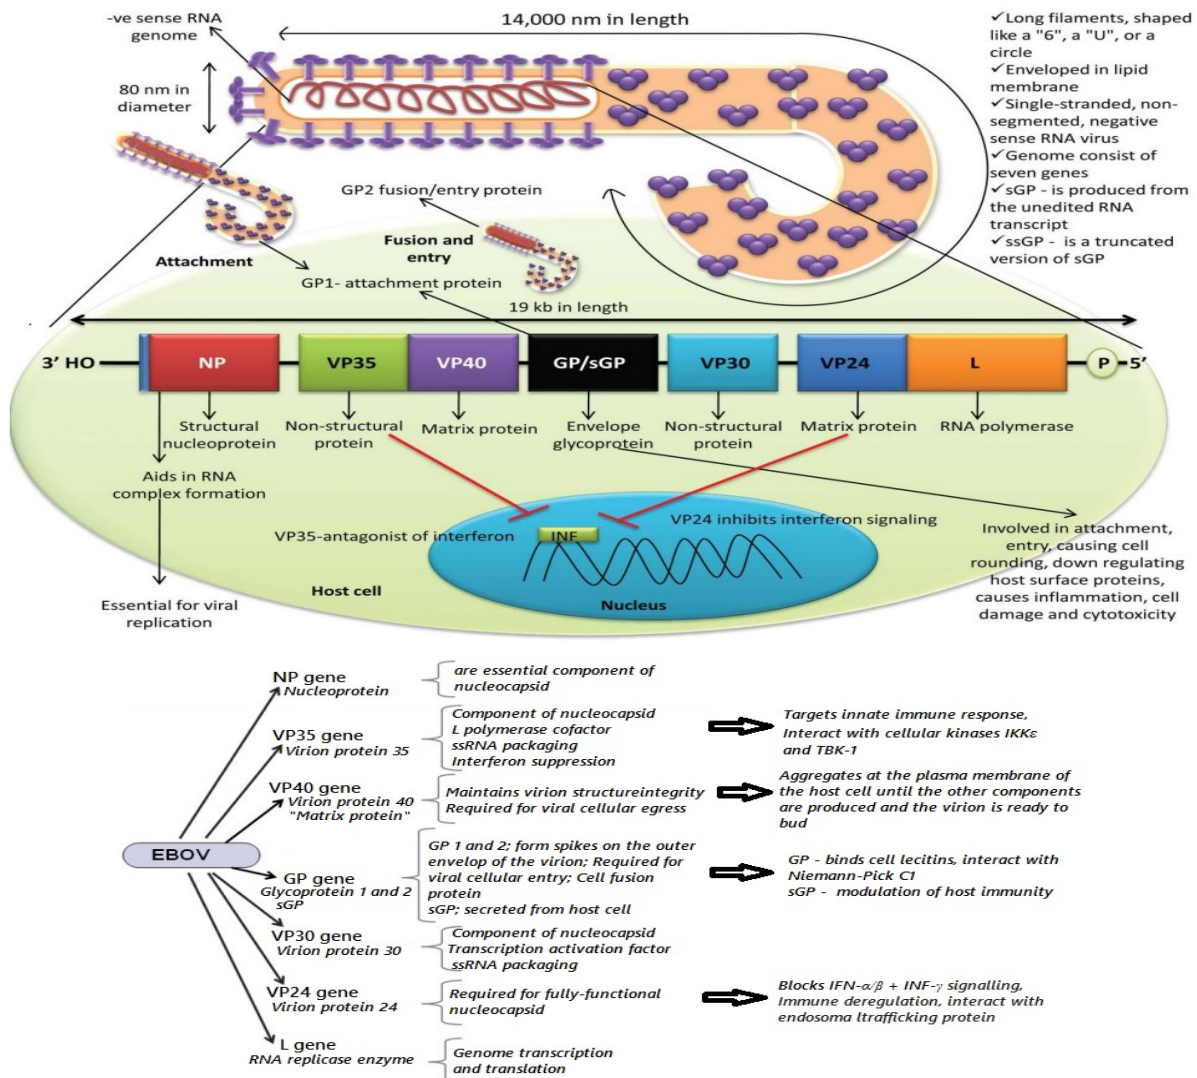 -ve sense RNA
genome
14,000 nm in length
80 nm in
diameter
✓Long filaments, shaped
like a "6", a "U", or a
circle
✓Enveloped in lipid
membrane
✓Single-stranded, non-
segmented, negative
sense RNA virus
✓Genome consist of
seven genes
✓sGP - is produced from
the unedited RNA
transcript
✓ssGP - is a truncated
version of sGP
GP2 fusion/entry protein
Fusion and
entry
Attachment
GP1- attachment protein
19 kb in length
3’ HO
NP
VP35
VP40
GP/sGP
VP30
VP24
L
P
5’
Structural
nucleoprotein
Non-structural
protein
Matrix protein
Envelope
glycoprotein
Non-structural
protein
Matrix protein
RNA polymerase
Aids in RNA
complex formation
Essential for viral
replication
VP35-antagonist of interferon
INF
VP24 inhibits interferon signaling
Host cell
Nucleus
Involved in attachment,
entry, causing cell
rounding, down regulating
host surface proteins,
causes inflammation, cell
damage and cytotoxicity
EBOV
NP gene
Nucleoprotein
are essential component of
nucleocapsid
VP35 gene
Virion protein 35
Component of nucleocapsid
L polymerase cofactor
ssRNA packaging
Interferon suppression
Targets innate immune response,
Interact with cellular kinases IKKε
and TBK-1
VP40 gene
Virion protein 40
"Matrix protein"
Maintains virion structureintegrity
Required for viral cellular egress
Aggregates at the plasma membrane of
the host cell until the other components
are produced and the virion is ready to
bud
GP gene
Glycoprotein 1 and 2
sGP
GP 1 and 2; form spikes on the outer
envelop of the virion; Required for
viral cellular entry; Cell fusion
protein
sGP; secreted from host cell
GP - binds cell lecitins, interact with
Niemann-Pick C1
sGP - modulation of host immunity
VP30 gene
Virion protein 30
Component of nucleocapsid
Transcription activation factor
ssRNA packaging
VP24 gene
Virion protein 24
Required for fully-functional
nucleocapsid
Blocks IFN-α/β + INF-γ signalling,
Immune deregulation, interact with
endosoma ltrafficking protein
L gene
RNA replicase enzyme
Genome transcription
and translation